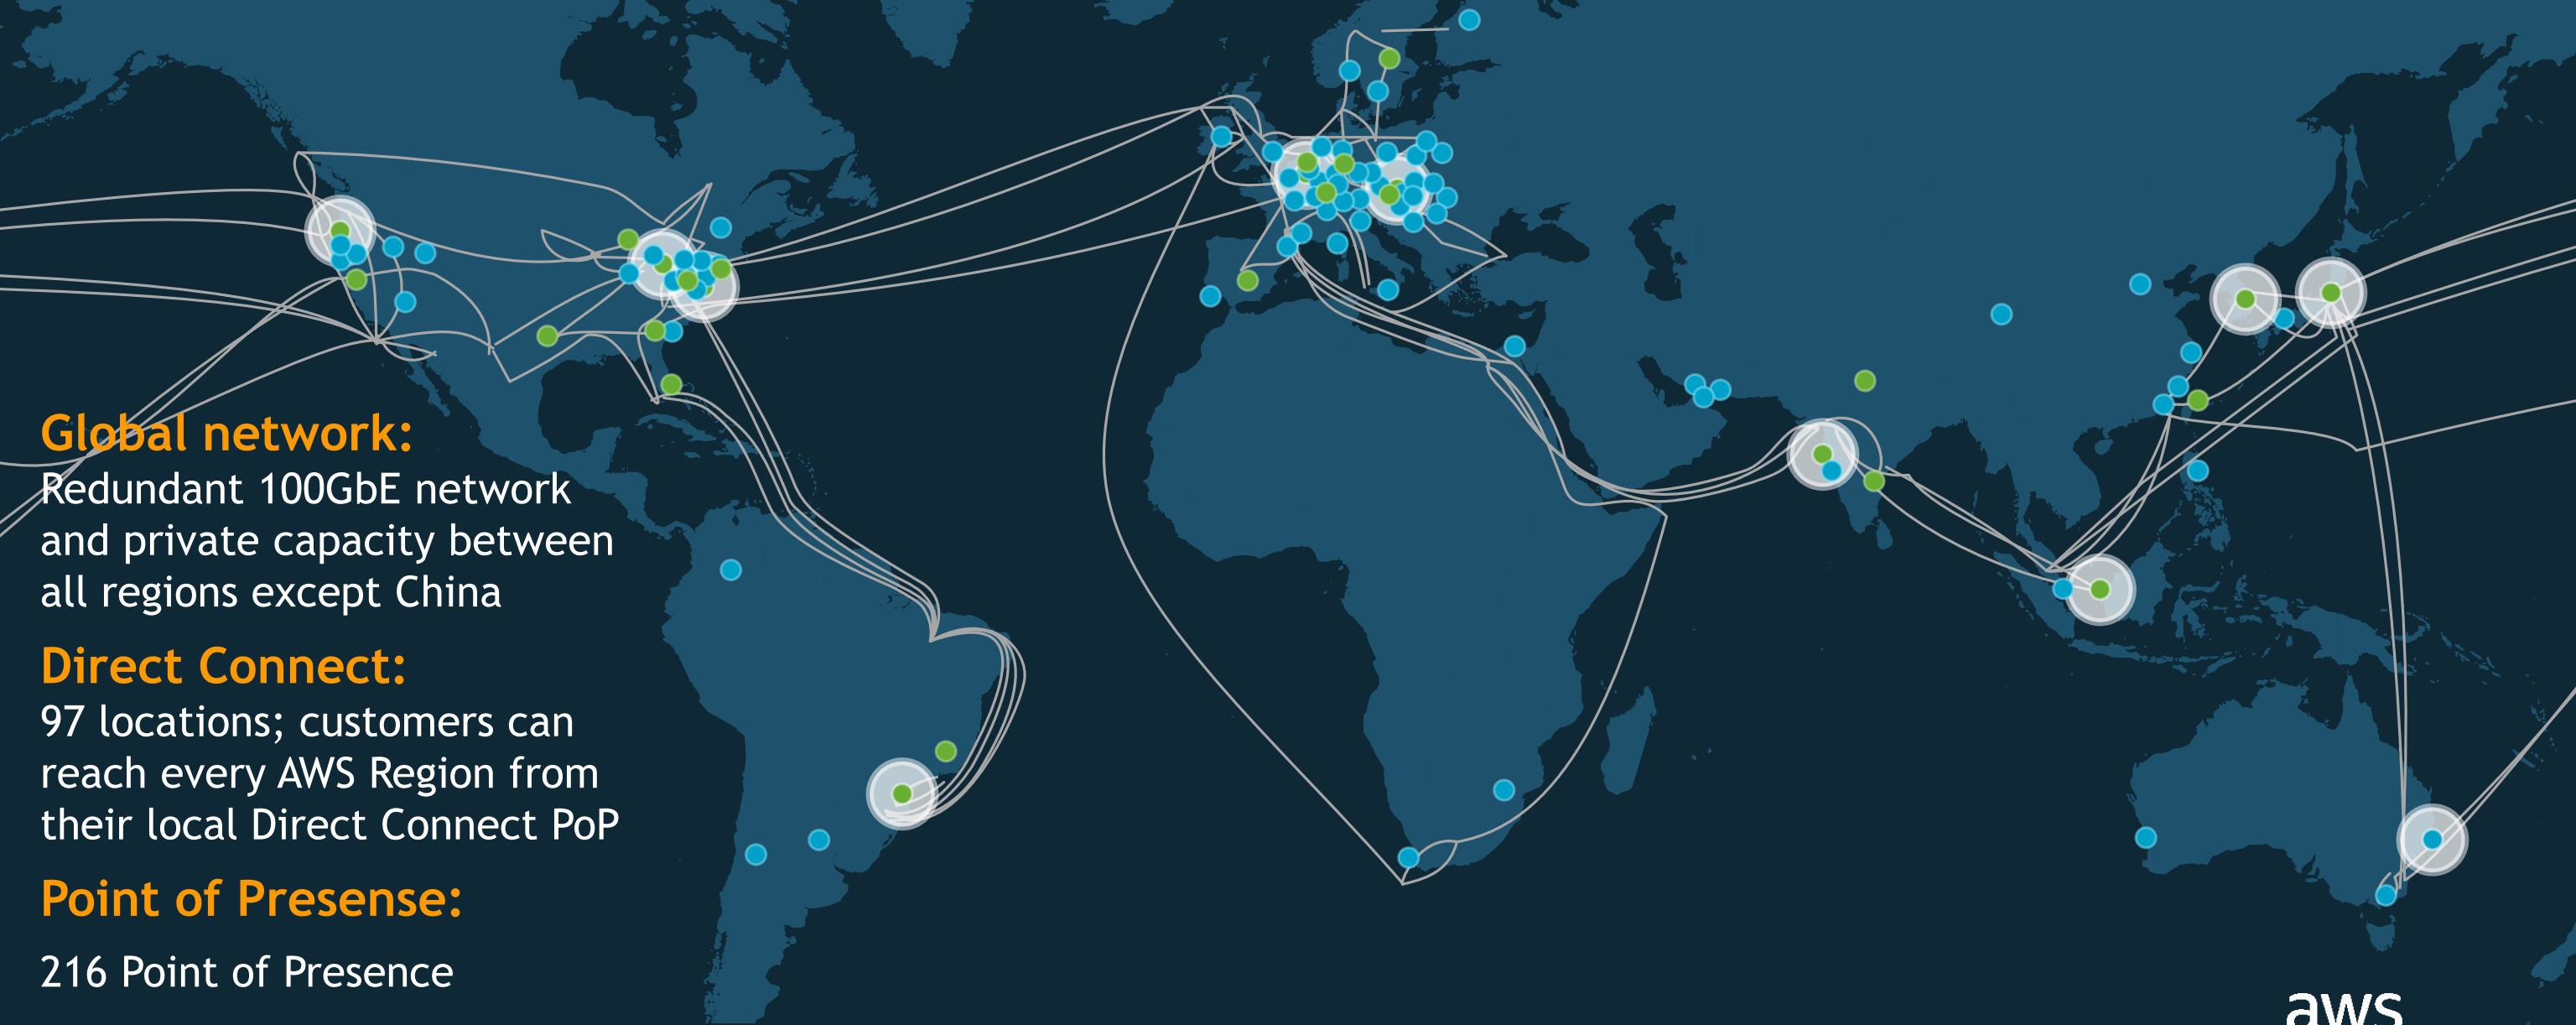 Global network:
Redundant 100GbE network
and private capacity between
all regions except China
Direct Connect:
97 locations; customers can
reach every AWS Region from
their local Direct Connect PoP
Point of Presense:
216 Point of Presence
aws